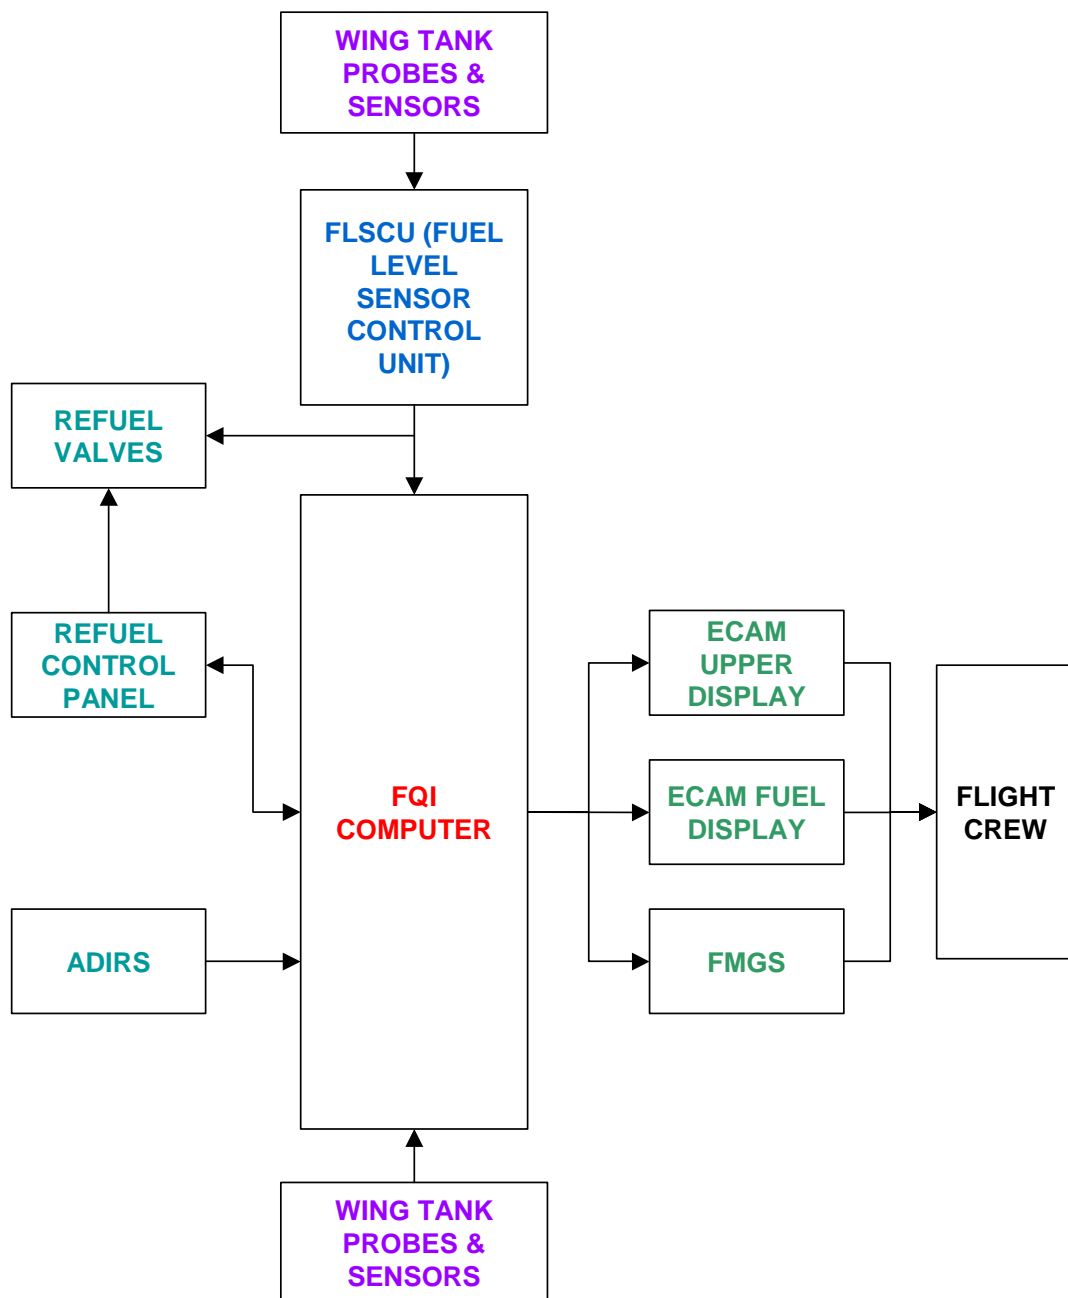 WING TANK
PROBES &
SENSORS
FLSCU (FUEL
LEVEL
SENSOR
CONTROL
UNIT)
REFUEL
VALVES
REFUEL
CONTROL
PANEL
ECAM
UPPER
DISPLAY
FQI
COMPUTER
ECAM FUEL
DISPLAY
FLIGHT
CREW
ADIRS
FMGS
WING TANK
PROBES &
SENSORS